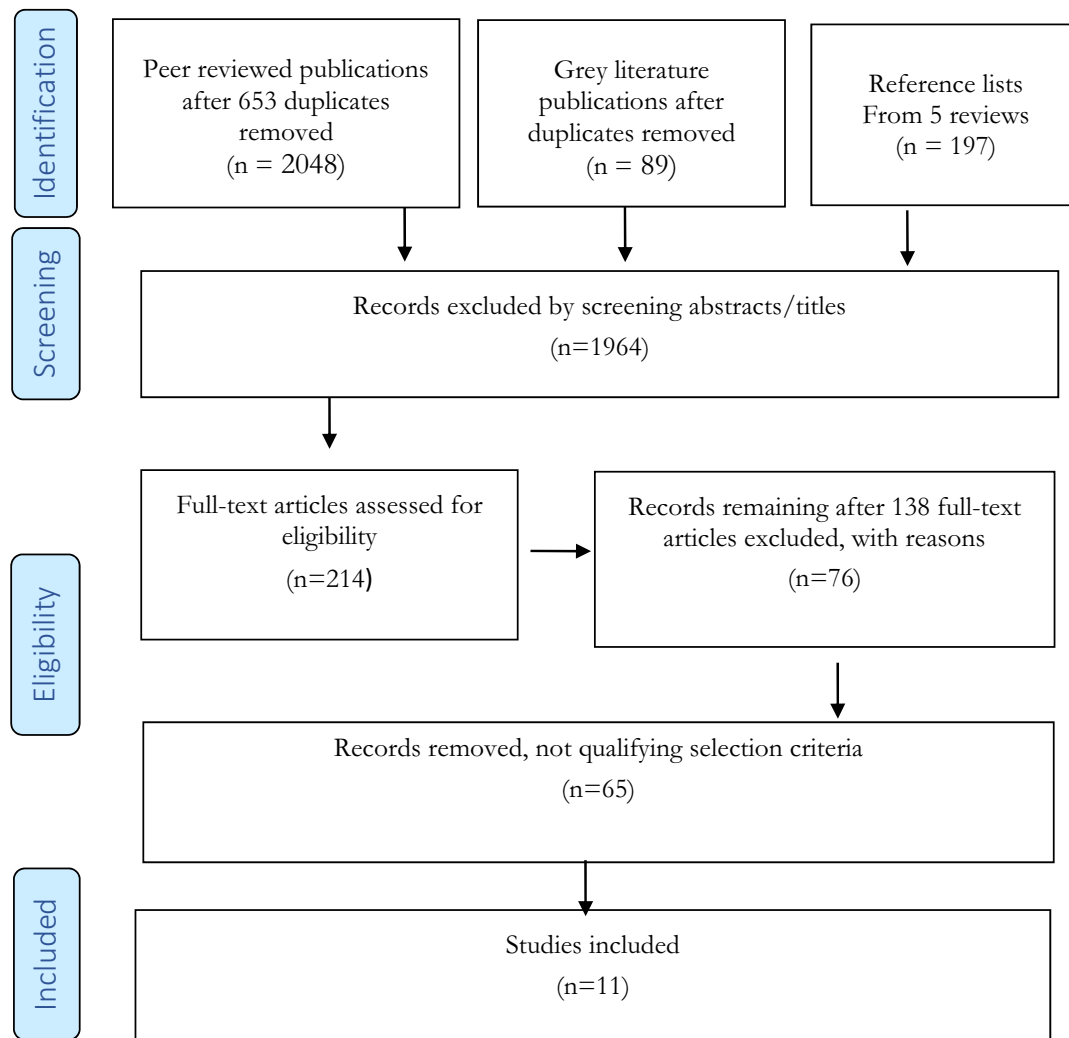 Identification
Peer reviewed publications
after 653 duplicates
removed
(n = 2048)
Grey literature
publications after
duplicates removed
(n = 89)
Reference lists
From 5 reviews
(n = 197)
Screening
Records excluded by screening abstracts/titles
(n=1964)
Eligibility
Full-text articles assessed for
eligibility
(n=214)
Records remaining after 138 full-text
articles excluded, with reasons
(n=76)
Records removed, not qualifying selection criteria
(n=65)
Included
Studies included
(n=11)